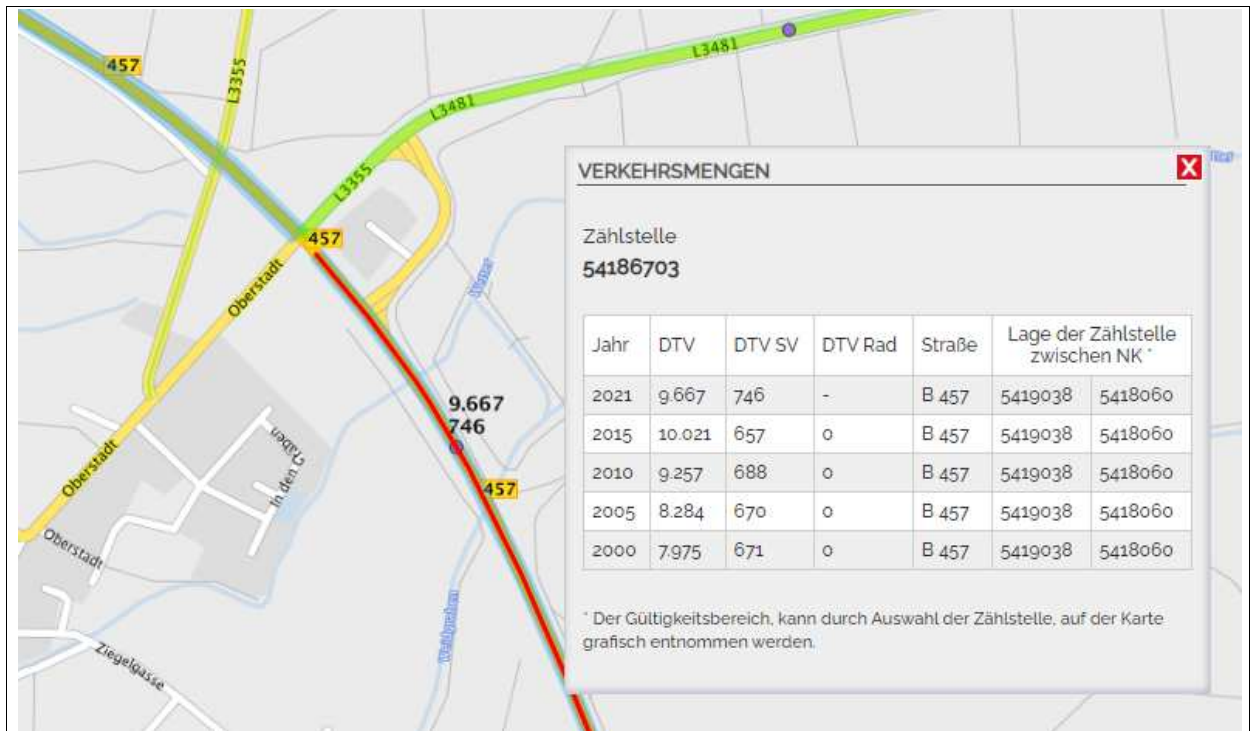 457
L3355
L3481
L3481
L3355
457
Oberstadt
Oberstadt
Oberstadt
In den Gräben
Ziegelgasse
9.667
746
457
VERKEHRSMENGEN
X
Zählstelle
54186703
Jahr DTV DTV SV DTV Rad Straße Lage der Zählstelle zwischen NK *
2021 9.667 746 - B 457 5419038 5418060
2015 10.021 657 0 B 457 5419038 5418060
2010 9.257 688 0 B 457 5419038 5418060
2005 8.284 670 0 B 457 5419038 5418060
2000 7.975 671 0 B 457 5419038 5418060
* Der Gültigkeitsbereich, kann durch Auswahl der Zählstelle, auf der Karte
grafisch entnommen werden.